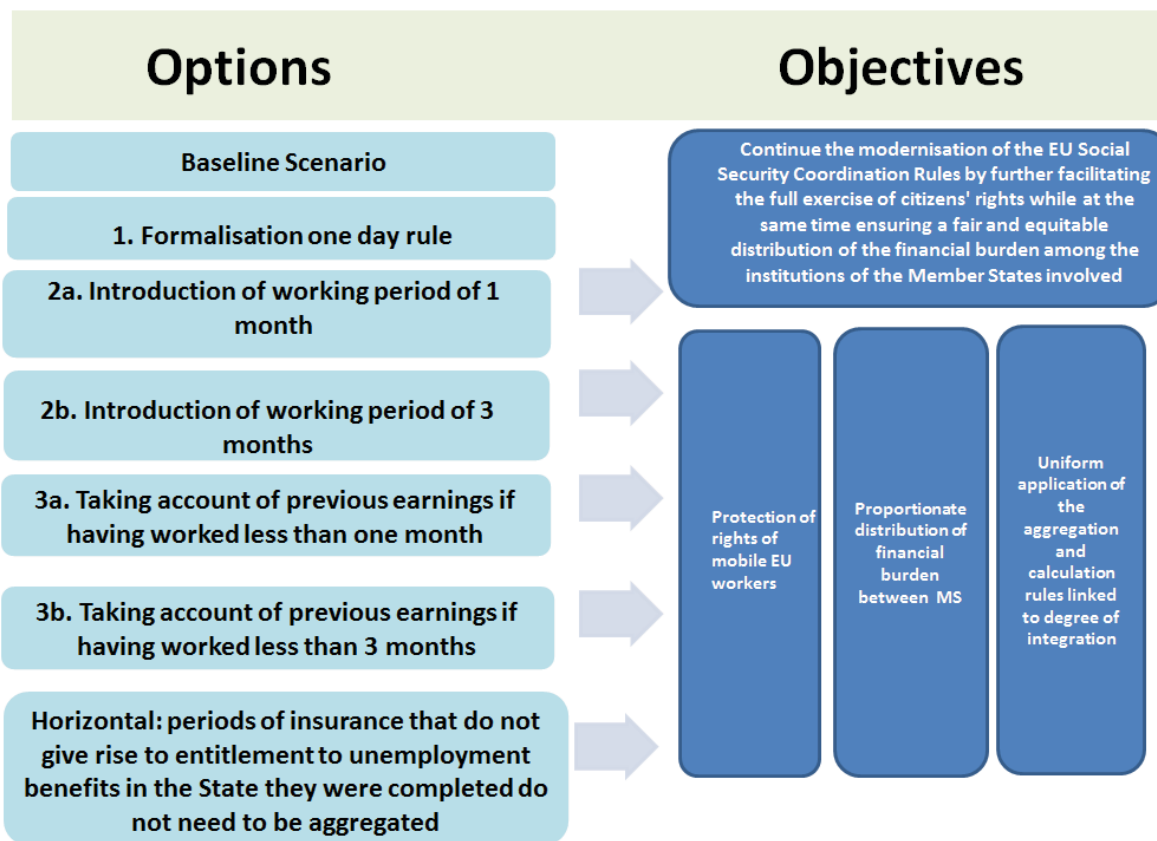 Options
Baseline Scenario
1. Formalisation one day rule
2a. Introduction of working period of 1
month
2b. Introduction of working period of 3
months
3a. Taking account of previous earnings if
having worked less than one month
3b. Taking account of previous earnings if
having worked less than 3 months
Horizontal: periods of insurance that do not
give rise to entitlement to unemployment
benefits in the State they were completed do
not need to be aggregated
Objectives
Continue the modernisation of the EU Social
Security Coordination Rules by further facilitating
the full exercise of citizens' rights while at the
same time ensuring a fair and equitable
distribution of the financial burden among the
institutions of the Member States involved
Protection of
rights of
mobile EU
workers
Proportionate
distribution of
financial
burden
between MS
Uniform
application of
the
aggregation
and
calculation
rules linked
to degree of
integration